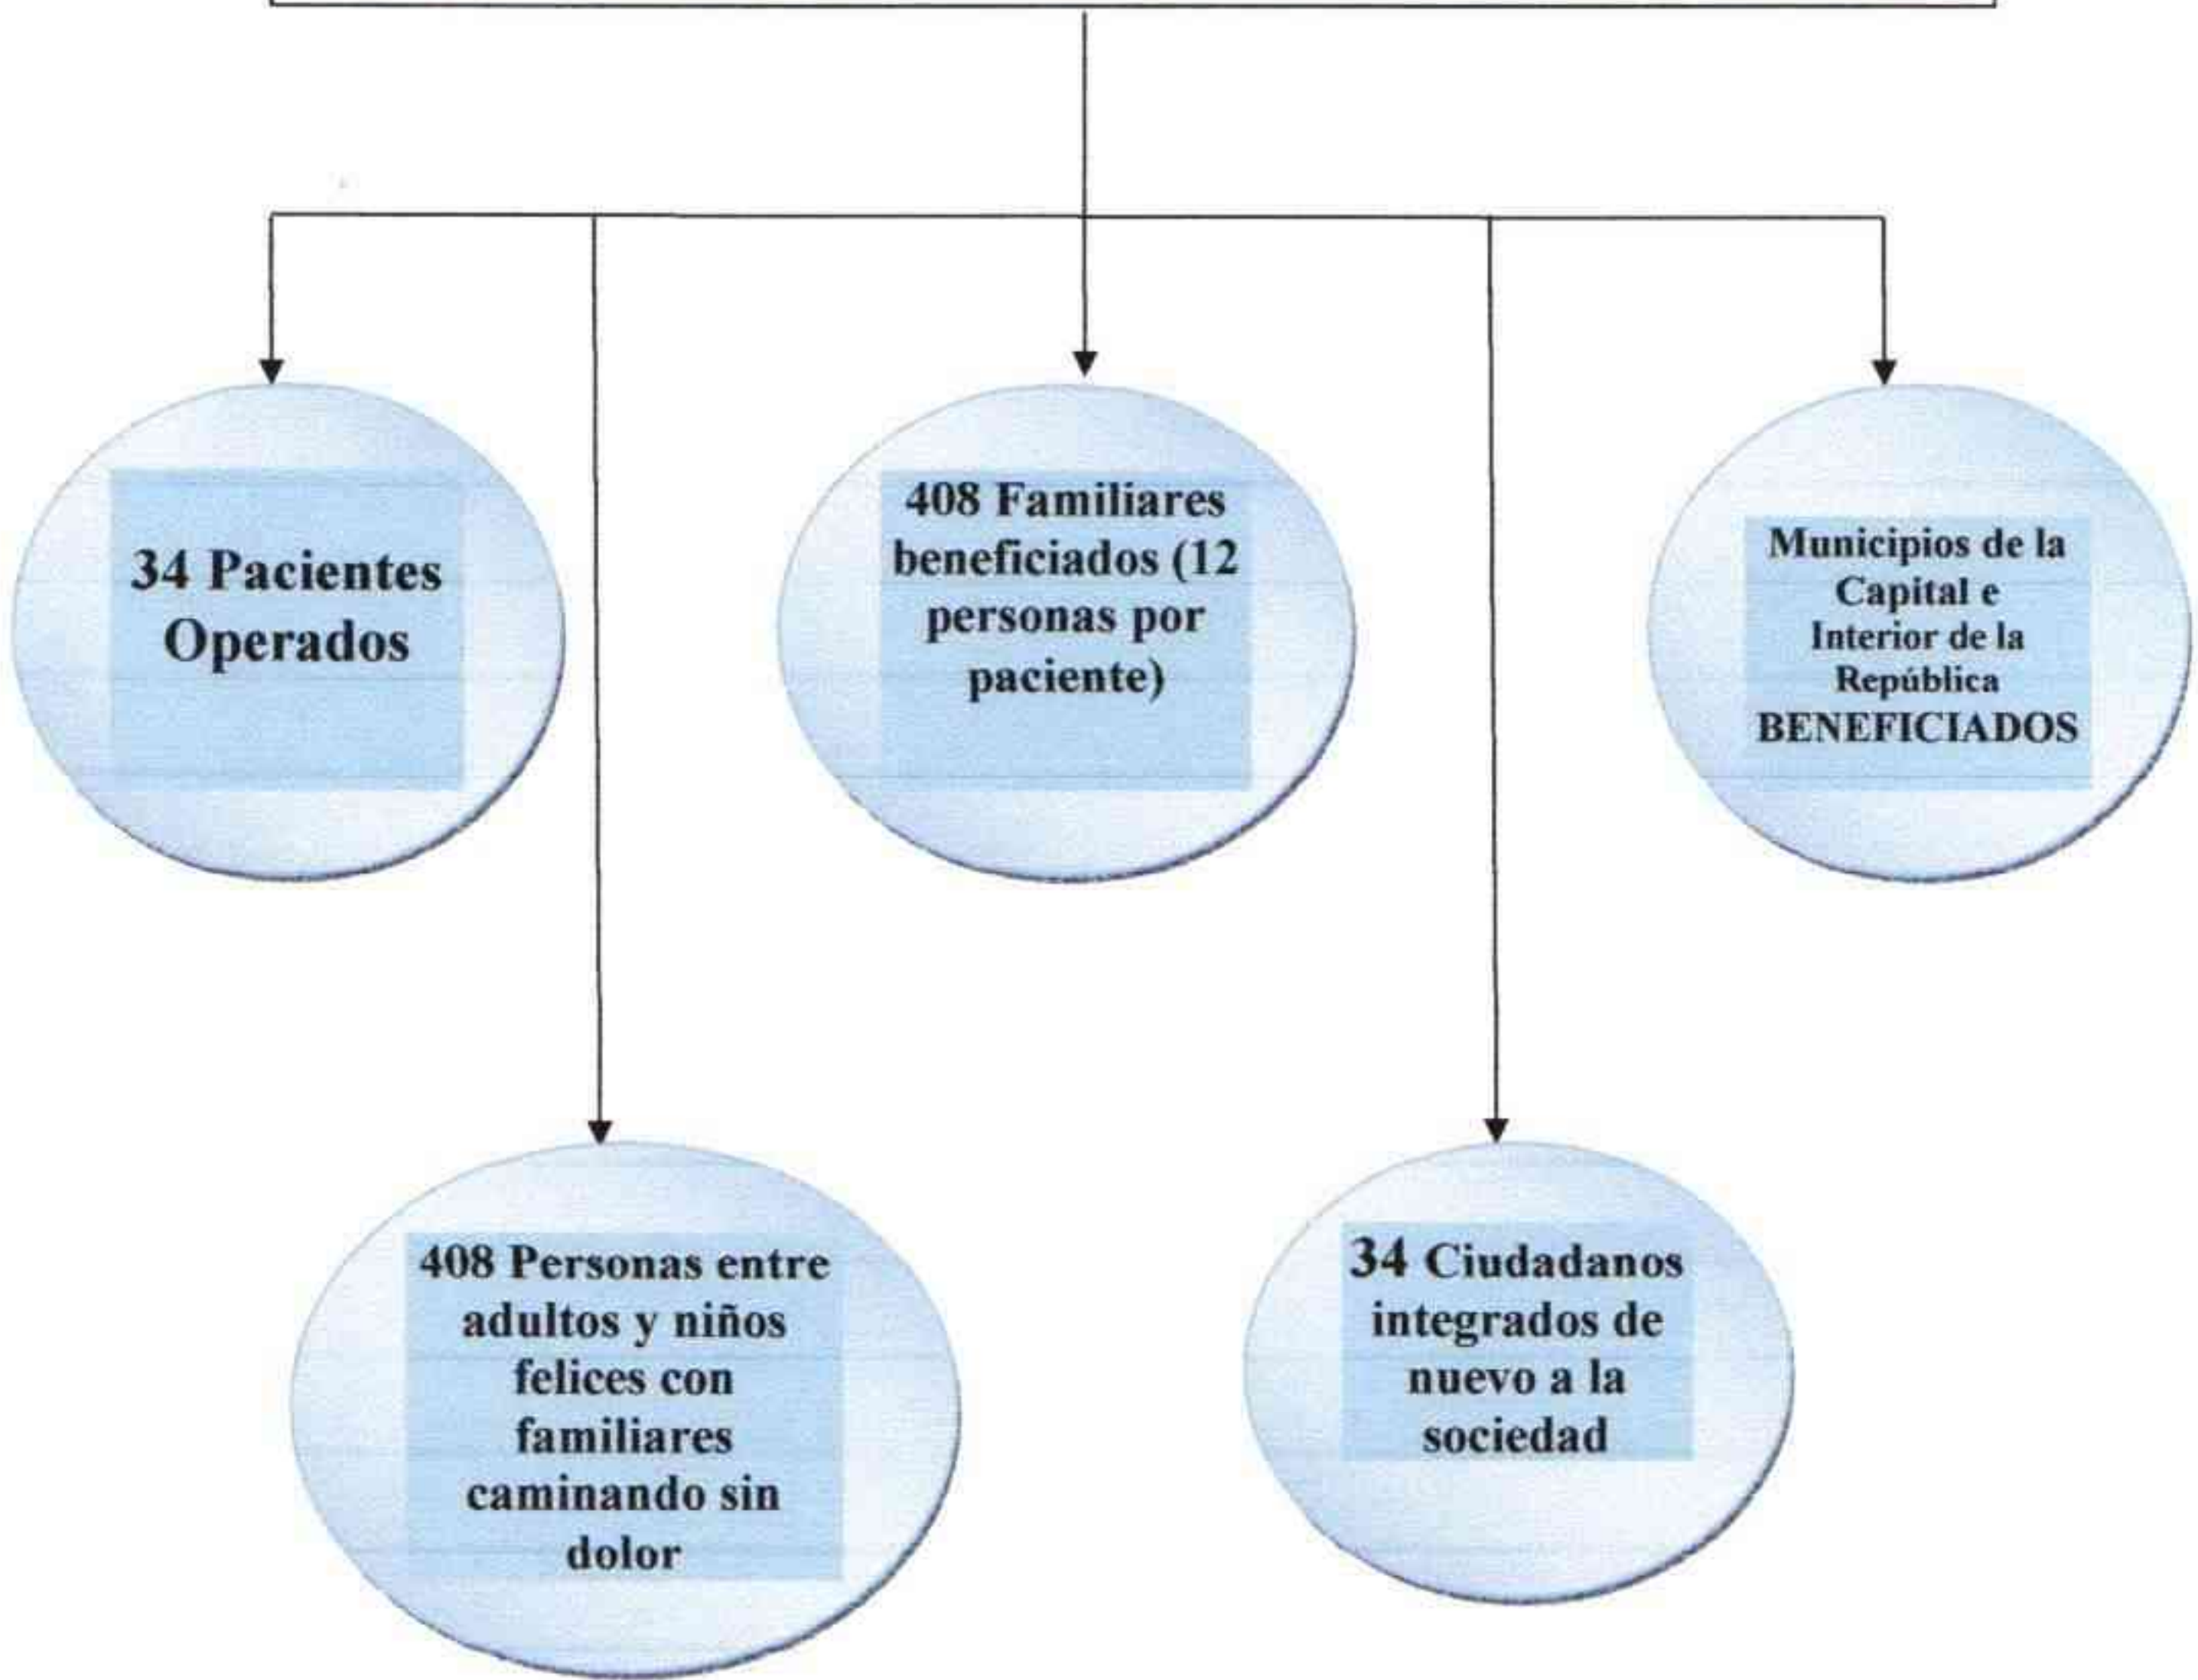 34 Pacientes
Operados
408 Familiares
beneficiados (12
personas por
paciente)
Municipios de la
Capital e
Interior de la
República
BENEFICIADOS
408 Personas entre
adultos y niños
felices con
familiares
caminando sin
dolor
34 Ciudadanos
integrados de
nuevo a la
sociedad